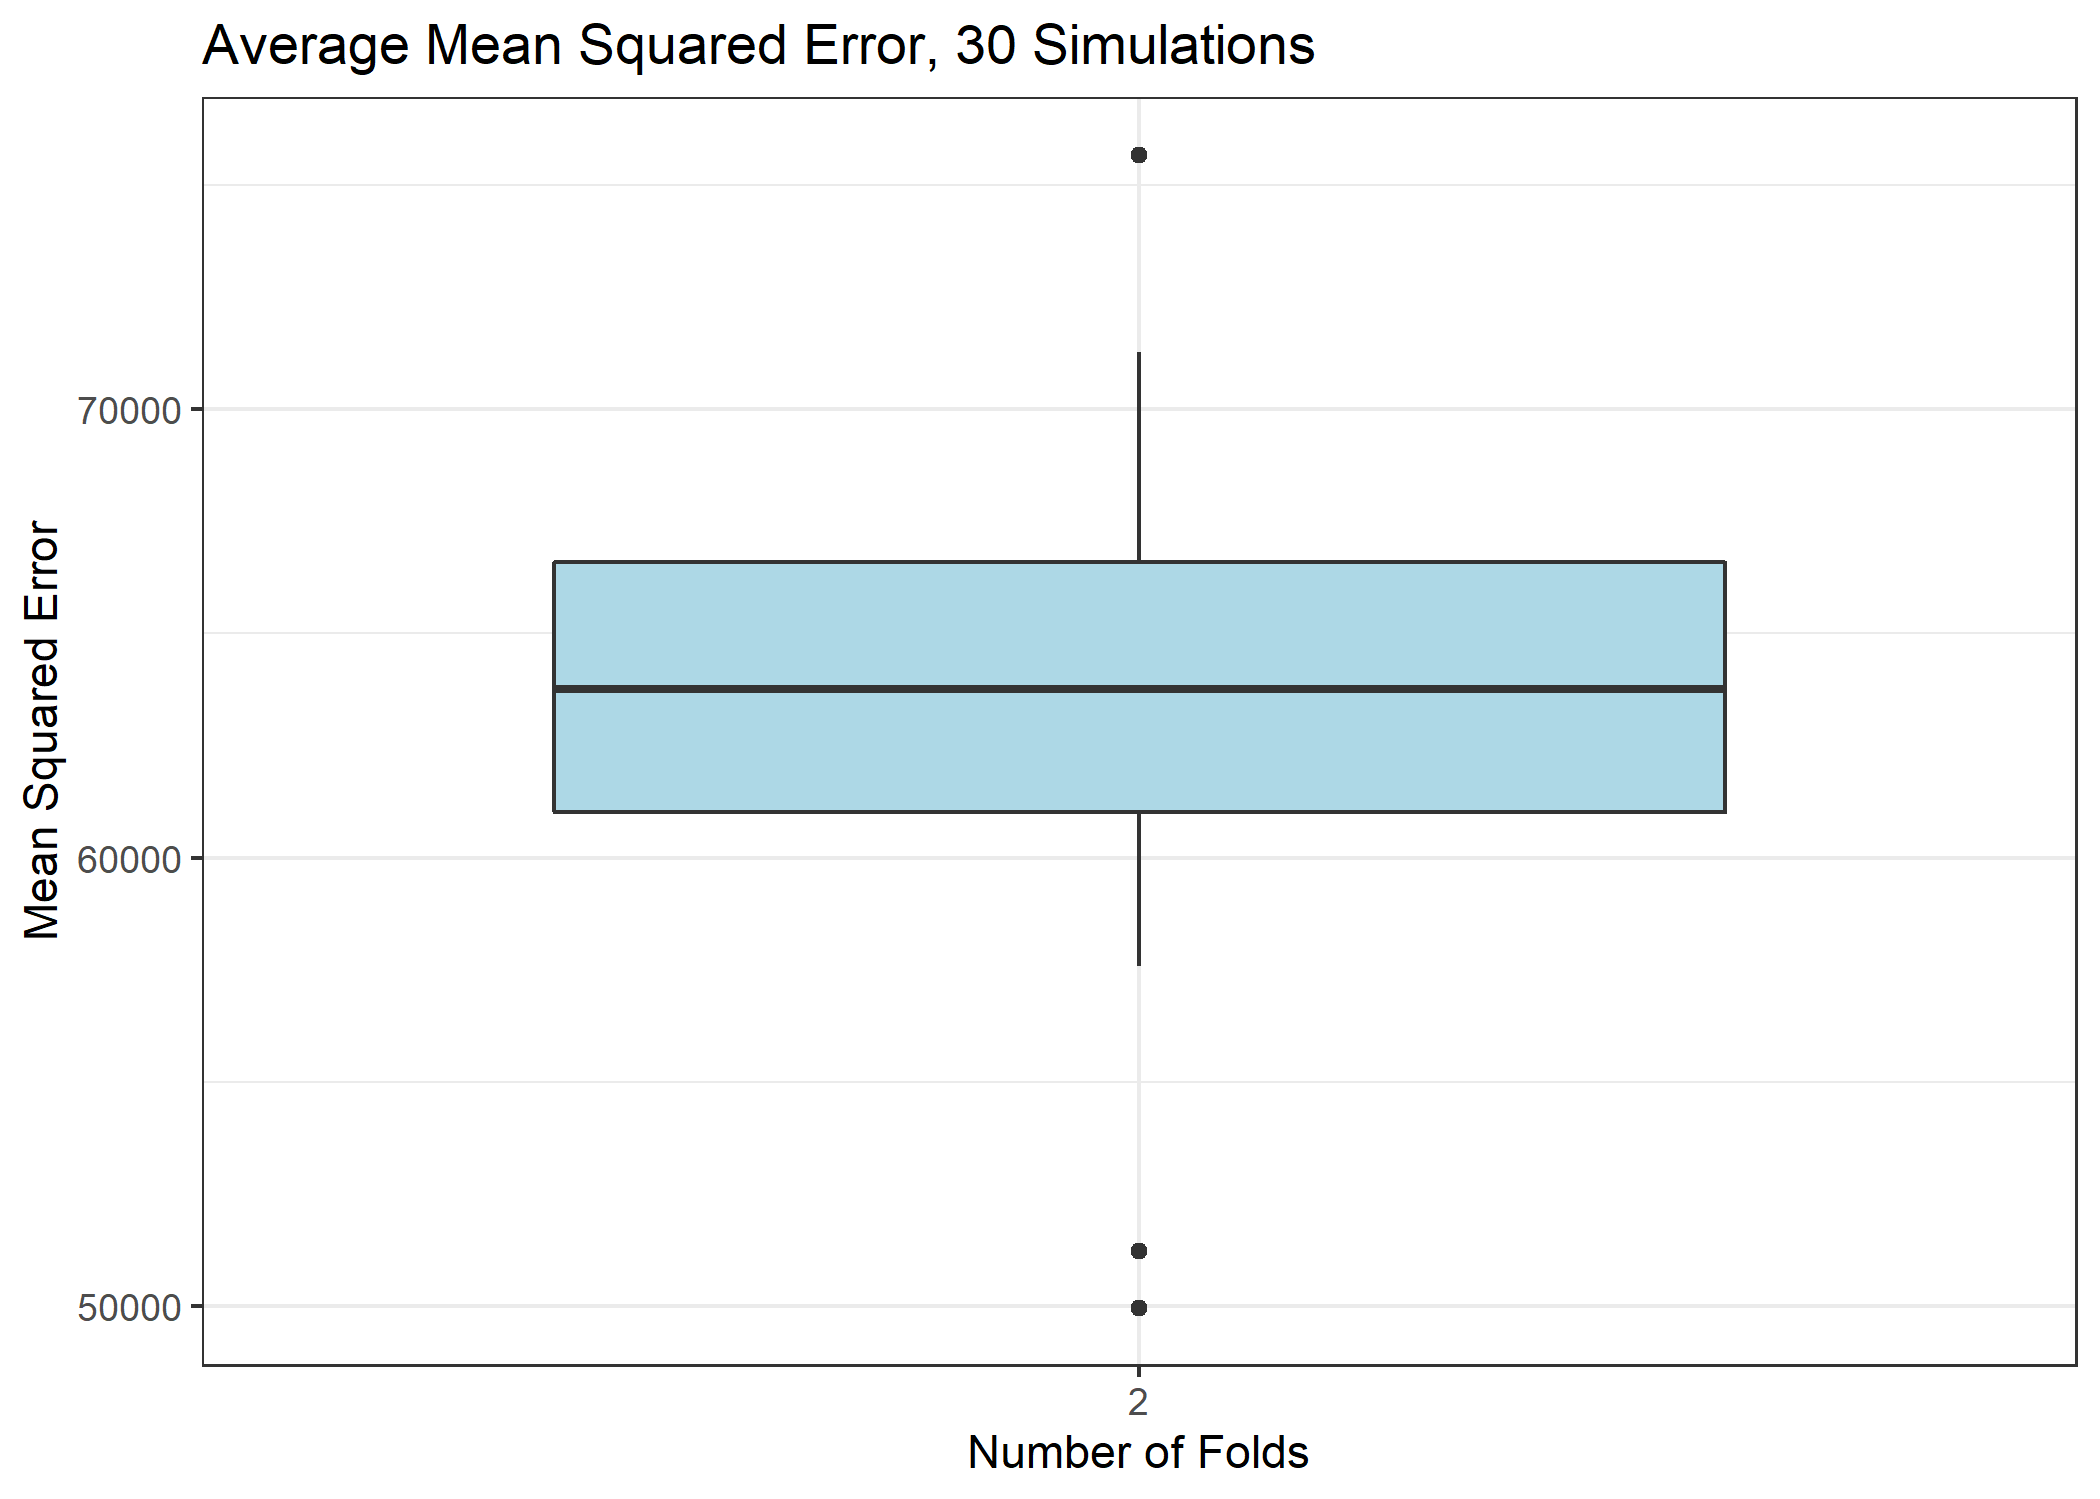 Average Mean Squared Error, 30 Simulations
Mean Squared Error
70000
60000
50000
2
Number of Folds